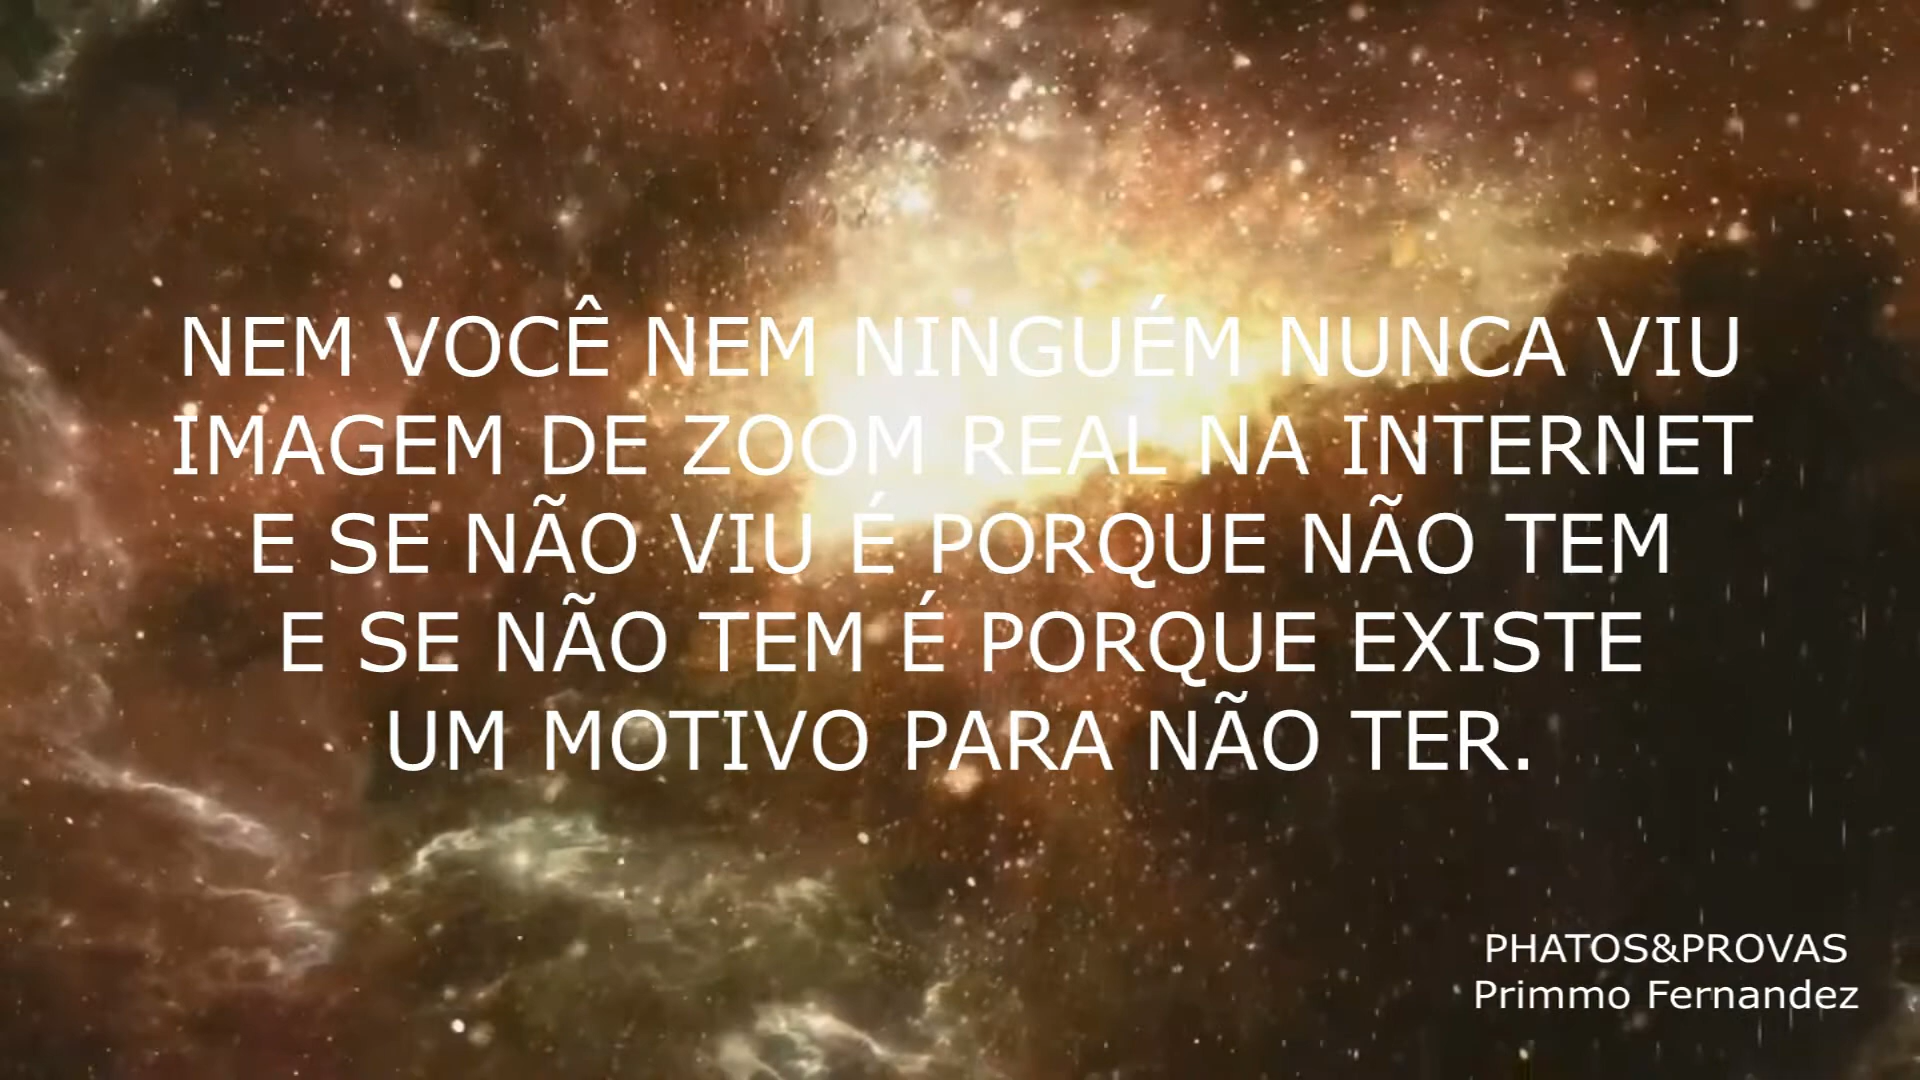 NEM VOCÊ NEM NINGUÉM NUNCA VIU
IMAGEM DE ZOOM REAL NA INTERNET
E SE NÃO VIU É PORQUE NÃO TEM
E SE NÃO TEM É PORQUE EXISTE
UM MOTIVO PARA NÃO TER.
PHATOS&PROVAS
Primmo Fernandez